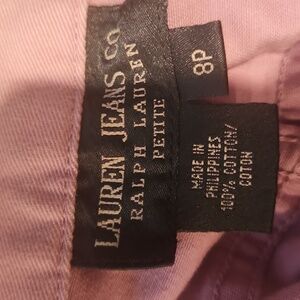 LAUREN JEANS CO.
RALPH LAUREN
PETITE
8P
MADE IN
PHILIPPINES
100% COTTON/
COTON